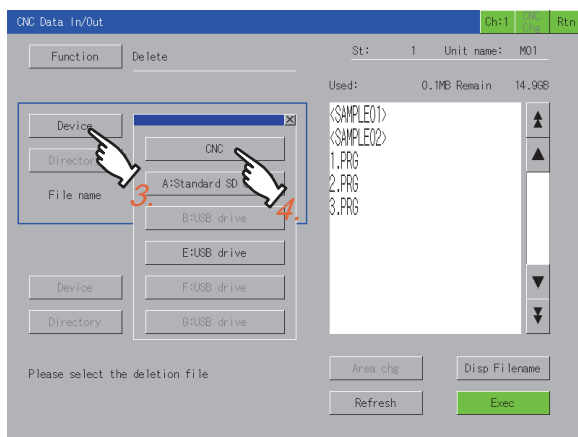 CNC Data In/Out
Ch:1
CNC Chg
Rtn
Function
Delete
St: 1 Unit name: M01
Used: 0.1MB Remain 14.9GB
Device
Director
File name
3.
CNC
A:Standard SD
4.
B:USB drive
E:USB drive
F:USB drive
G:USB drive
<SAMPLE01>
<SAMPLE02>
1.PRG
2.PRG
3.PRG
Device
Directory
Please select the deletion file
Area chg
Disp Filename
Refresh
Exec